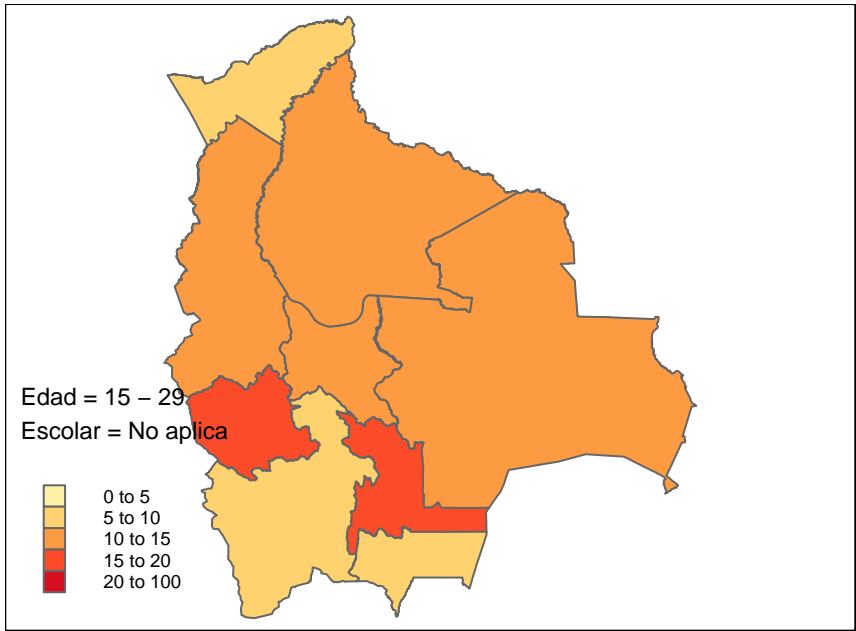 Edad = 15 − 29
Escolar = No aplica
0 to 5
5 to 10
10 to 15
15 to 20
20 to 100